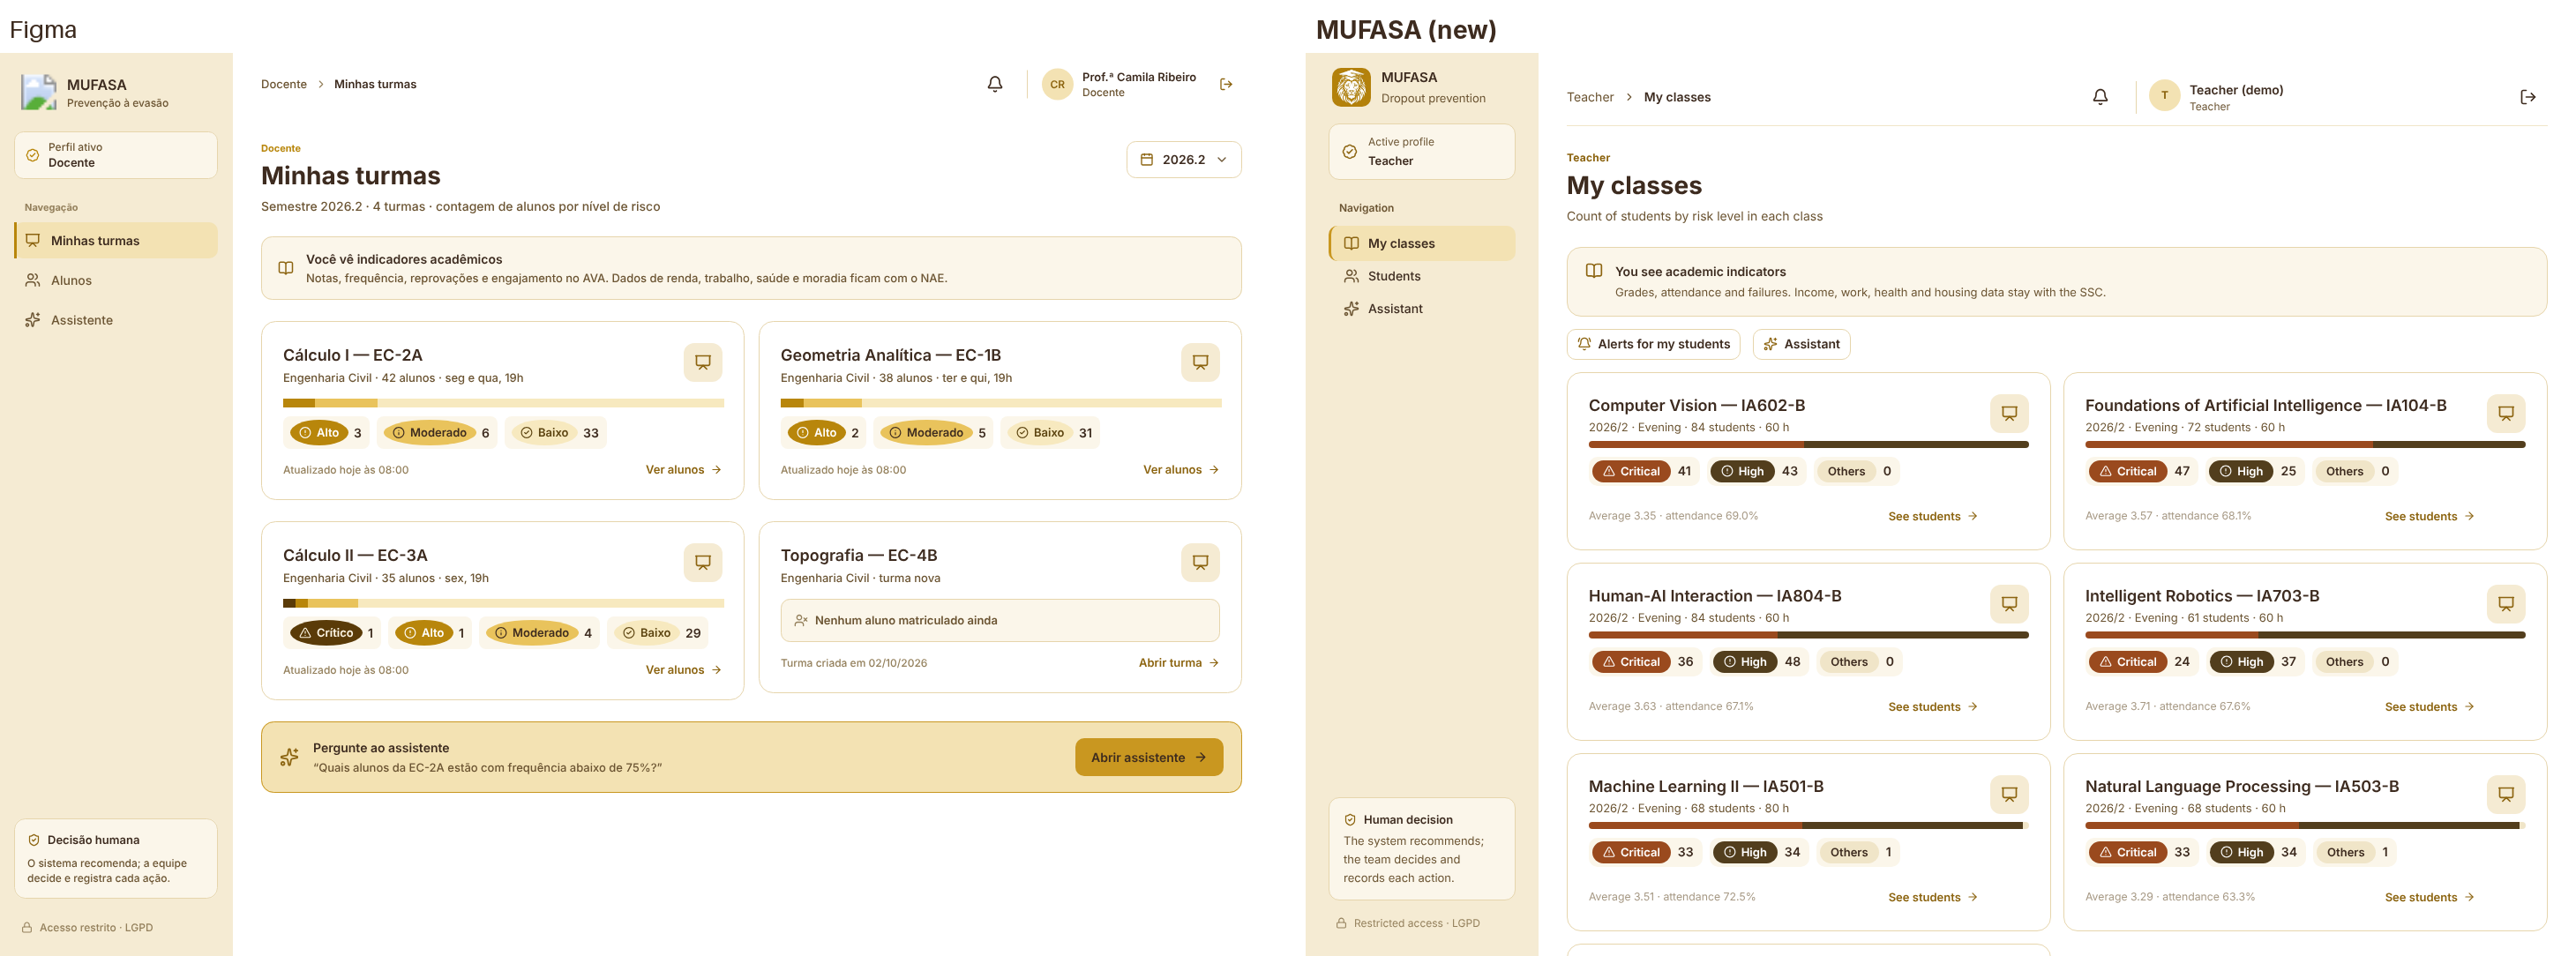 Figma
MUFASA
Prevenção à evasão
Perfil ativo
Docente
Navegação
Minhas turmas
Alunos
Assistente
Decisão humana
O sistema recomenda; a equipe
decide e registra cada ação.
Acesso restrito · LGPD
Docente > Minhas turmas
CR
Prof.ª Camila Ribeiro
Docente
Docente
Minhas turmas
Semestre 2026.2 · 4 turmas · contagem de alunos por nível de risco
2026.2
Você vê indicadores acadêmicos
Notas, frequência, reprovações e engajamento no AVA. Dados de renda, trabalho, saúde e moradia ficam com o NAE.
Cálculo I — EC-2A
Engenharia Civil · 42 alunos · seg e qua, 19h
Alto 3 Moderado 6 Baixo 33
Atualizado hoje às 08:00 Ver alunos →
Geometria Analítica — EC-1B
Engenharia Civil · 38 alunos · ter e qui, 19h
Alto 2 Moderado 5 Baixo 31
Atualizado hoje às 08:00 Ver alunos →
Cálculo II — EC-3A
Engenharia Civil · 35 alunos · sex, 19h
Crítico 1 Alto 1 Moderado 4 Baixo 29
Atualizado hoje às 08:00 Ver alunos →
Topografia — EC-4B
Engenharia Civil · turma nova
Nenhum aluno matriculado ainda
Turma criada em 02/10/2026 Abrir turma →
Pergunte ao assistente
“Quais alunos da EC-2A estão com frequência abaixo de 75%?”
Abrir assistente →
MUFASA (new)
MUFASA
Dropout prevention
Active profile
Teacher
Navigation
My classes
Students
Assistant
Human decision
The system recommends;
the team decides and
records each action.
Restricted access · LGPD
Teacher > My classes
T
Teacher (demo)
Teacher
Teacher
My classes
Count of students by risk level in each class
You see academic indicators
Grades, attendance and failures. Income, work, health and housing data stay with the SSC.
Alerts for my students
Assistant
Computer Vision — IA602-B
2026/2 · Evening · 84 students · 60 h
Critical 41 High 43 Others 0
Average 3.35 · attendance 69.0% See students →
Foundations of Artificial Intelligence — IA104-B
2026/2 · Evening · 72 students · 60 h
Critical 47 High 25 Others 0
Average 3.57 · attendance 68.1% See students →
Human-AI Interaction — IA804-B
2026/2 · Evening · 84 students · 60 h
Critical 36 High 48 Others 0
Average 3.63 · attendance 67.1% See students →
Intelligent Robotics — IA703-B
2026/2 · Evening · 61 students · 60 h
Critical 24 High 37 Others 0
Average 3.71 · attendance 67.6% See students →
Machine Learning II — IA501-B
2026/2 · Evening · 68 students · 80 h
Critical 33 High 34 Others 1
Average 3.51 · attendance 72.5% See students →
Natural Language Processing — IA503-B
2026/2 · Evening · 68 students · 60 h
Critical 33 High 34 Others 1
Average 3.29 · attendance 63.3% See students →